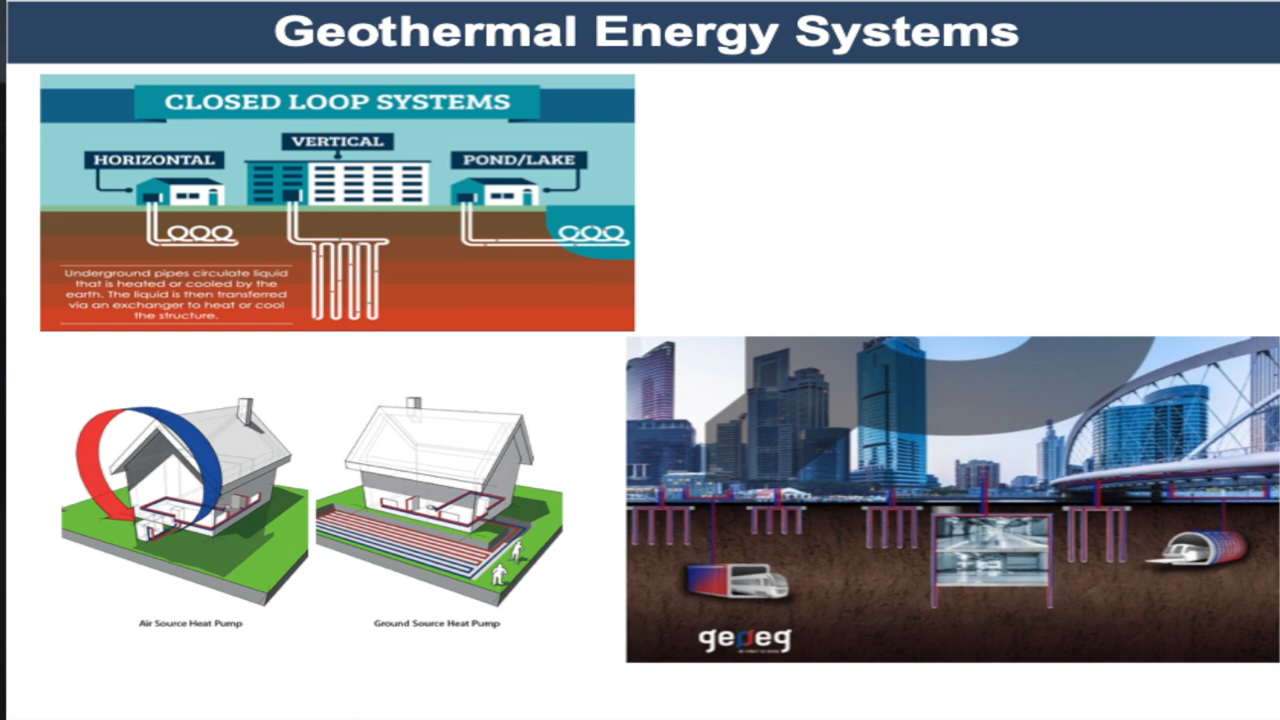 Geothermal Energy Systems
CLOSED LOOP SYSTEMS
VERTICAL
HORIZONTAL
POND/LAKE
Underground pipes circulate liquid
that is heated or cooled by the
earth. The liquid is then transferred
via an exchanger to heat or cool
the structure.
Air Source Heat Pump
Ground Source Heat Pump
geoeg